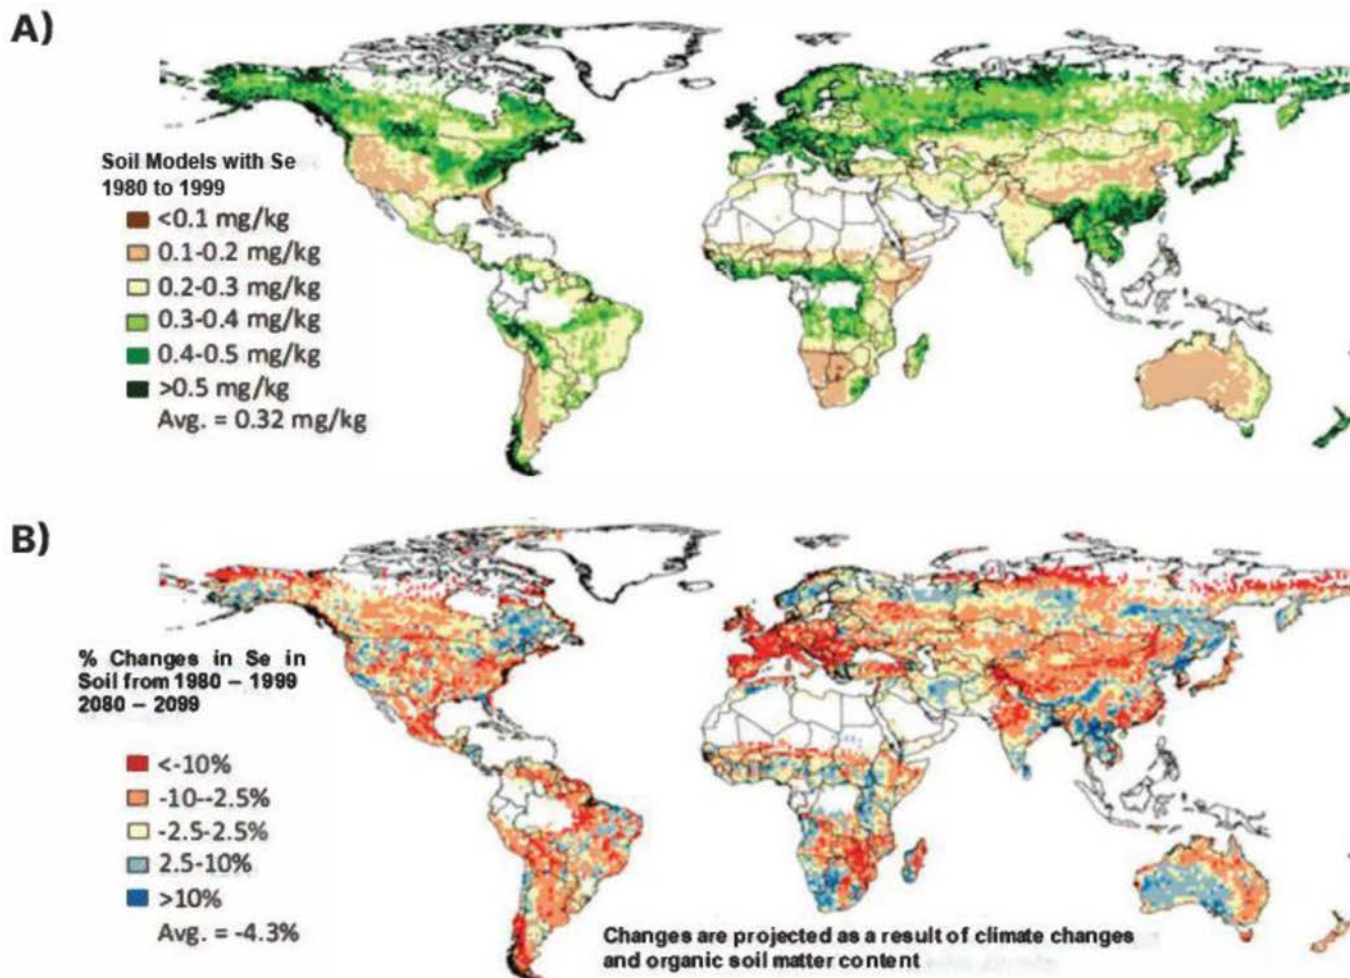 A)
Soil Models with Se
1980 to 1999
<0.1 mg/kg
0.1-0.2 mg/kg
0.2-0.3 mg/kg
0.3-0.4 mg/kg
0.4-0.5 mg/kg
>0.5 mg/kg
Avg. = 0.32 mg/kg
B)
% Changes in Se in
Soil from 1980 – 1999
2080 – 2099
<-10%
-10--2.5%
-2.5-2.5%
2.5-10%
>10%
Avg. = -4.3%
Changes are projected as a result of climate changes
and organic soil matter content